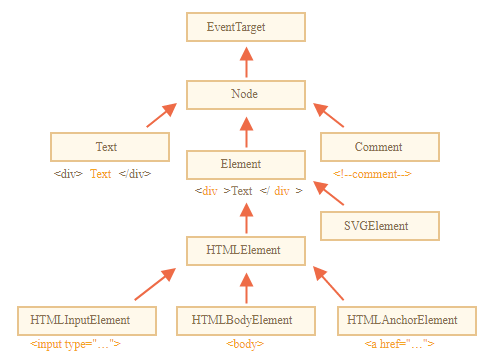 EventTarget
Node
Text
Comment
<div> Text </div>
Element
<!--comment-->
<div >Text </ div >
SVGElement
HTMLElement
HTMLInputElement
HTMLBodyElement
HTMLAnchorElement
<input type="…">
<body>
<a href="…">